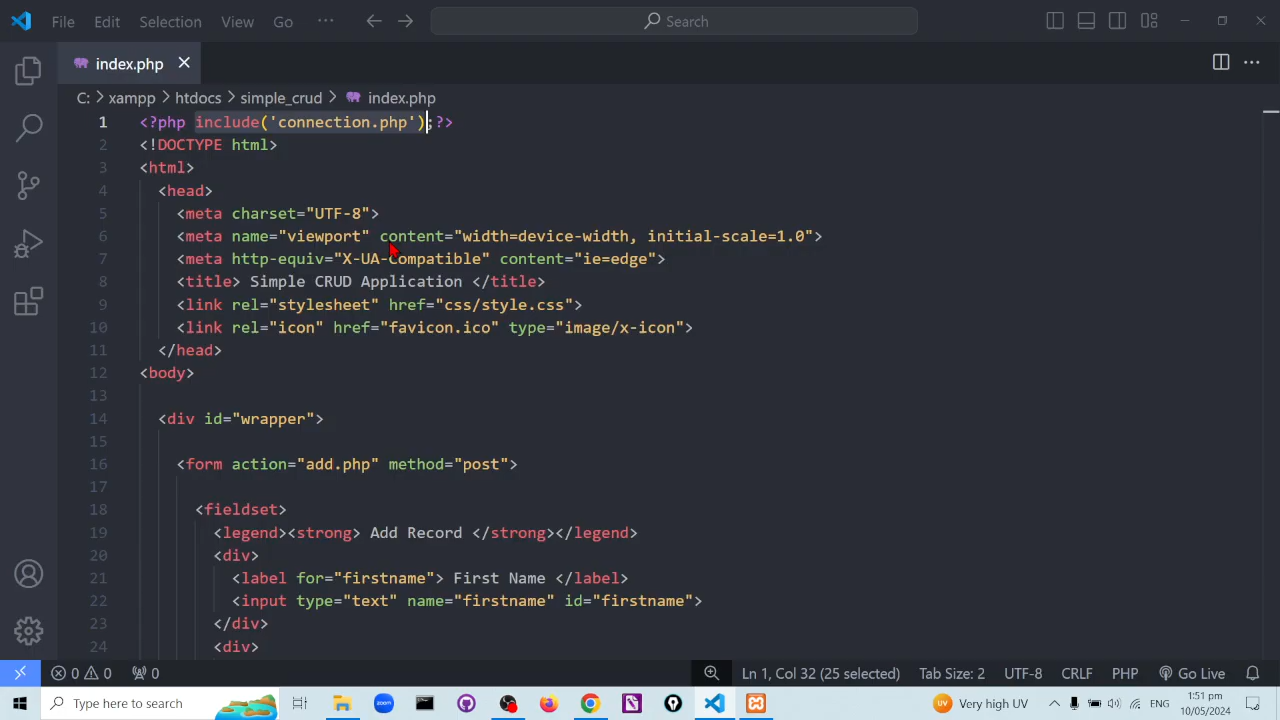 File Edit Selection View Go ··· Search
index.php
C: > xampp > htdocs > simple_crud > index.php
1 <?php include('connection.php');?>
2 <!DOCTYPE html>
3 <html>
4 <head>
5 <meta charset="UTF-8">
6 <meta name="viewport" content="width=device-width, initial-scale=1.0">
7 <meta http-equiv="X-UA-Compatible" content="ie=edge">
8 <title> Simple CRUD Application </title>
9 <link rel="stylesheet" href="css/style.css">
10 <link rel="icon" href="favicon.ico" type="image/x-icon">
11 </head>
12 <body>
13
14 <div id="wrapper">
15
16 <form action="add.php" method="post">
17
18 <fieldset>
19 <legend><strong> Add Record </strong></legend>
20 <div>
21 <label for="firstname"> First Name </label>
22 <input type="text" name="firstname" id="firstname">
23 </div>
24 <div>
0 0 0 Ln 1, Col 32 (25 selected) Tab Size: 2 UTF-8 CRLF PHP Go Live
Type here to search Very high UV ENG 1:51 pm
10/05/2024